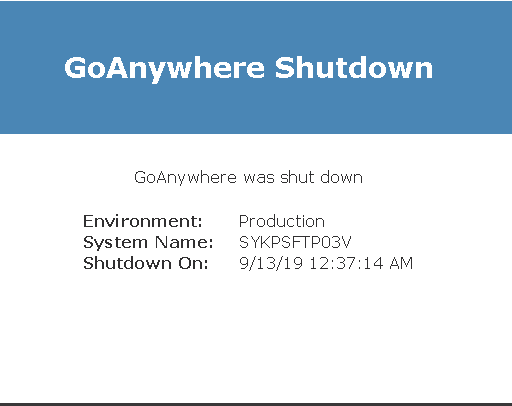 GoAnywhere Shutdown
GoAnywhere was shut down
Environment: Production
System Name: SYKPSFTP03V
Shutdown On: 9/13/19 12:37:14 AM